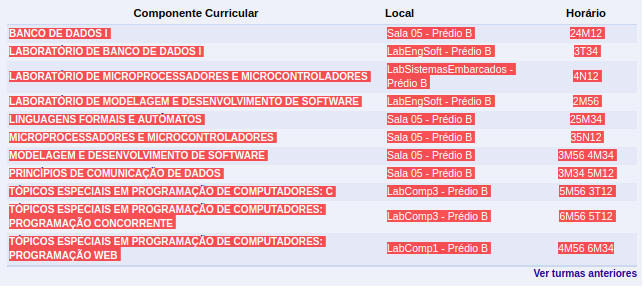 Componente Curricular Local Horário
BANCO DE DADOS I Sala 05 - Prédio B 24M12
LABORATÓRIO DE BANCO DE DADOS I LabEngSoft - Prédio B 3T34
LABORATÓRIO DE MICROPROCESSADORES E MICROCONTROLADORES LabSistemasEmbarcados - Prédio B 4N12
LABORATÓRIO DE MODELAGEM E DESENVOLVIMENTO DE SOFTWARE LabEngSoft - Prédio B 2M56
LINGUAGENS FORMAIS E AUTÔMATOS Sala 05 - Prédio B 25M34
MICROPROCESSADORES E MICROCONTROLADORES Sala 05 - Prédio B 35N12
MODELAGEM E DESENVOLVIMENTO DE SOFTWARE Sala 05 - Prédio B 3M56 4M34
PRINCÍPIOS DE COMUNICAÇÃO DE DADOS Sala 05 - Prédio B 3M34 5M12
TÓPICOS ESPECIAIS EM PROGRAMAÇÃO DE COMPUTADORES: C LabComp3 - Prédio B 5M56 3T12
TÓPICOS ESPECIAIS EM PROGRAMAÇÃO DE COMPUTADORES:
PROGRAMAÇÃO CONCORRENTE LabComp3 - Prédio B 6M56 5T12
TÓPICOS ESPECIAIS EM PROGRAMAÇÃO DE COMPUTADORES:
PROGRAMAÇÃO WEB LabComp1 - Prédio B 4M56 6M34
Ver turmas anteriores